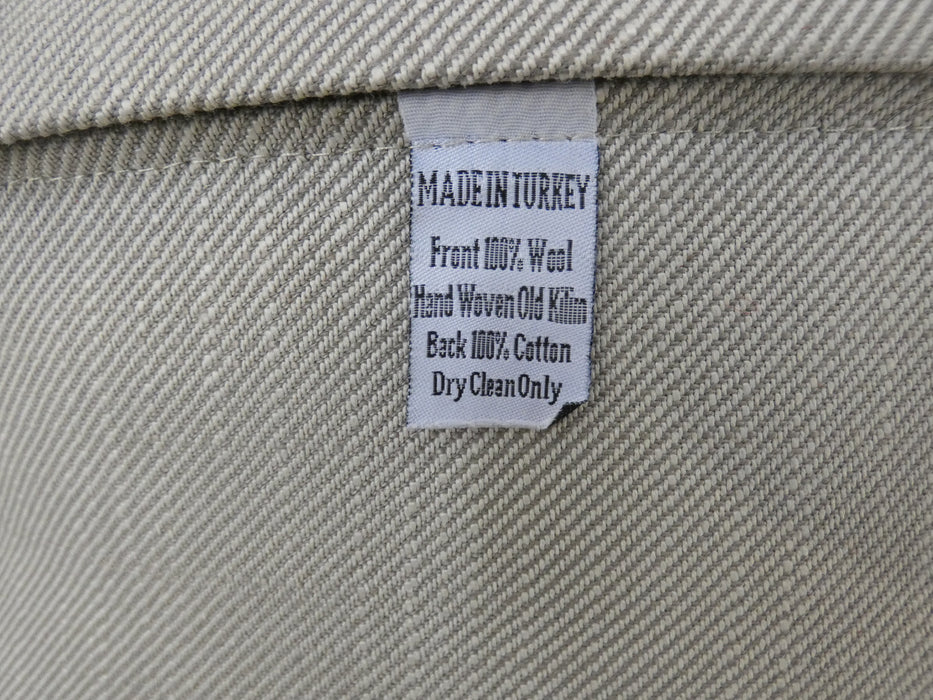 MADE IN TURKEY
Front 100% Wool
Hand Woven Old Kilim
Back 100% Cotton
Dry Clean Only